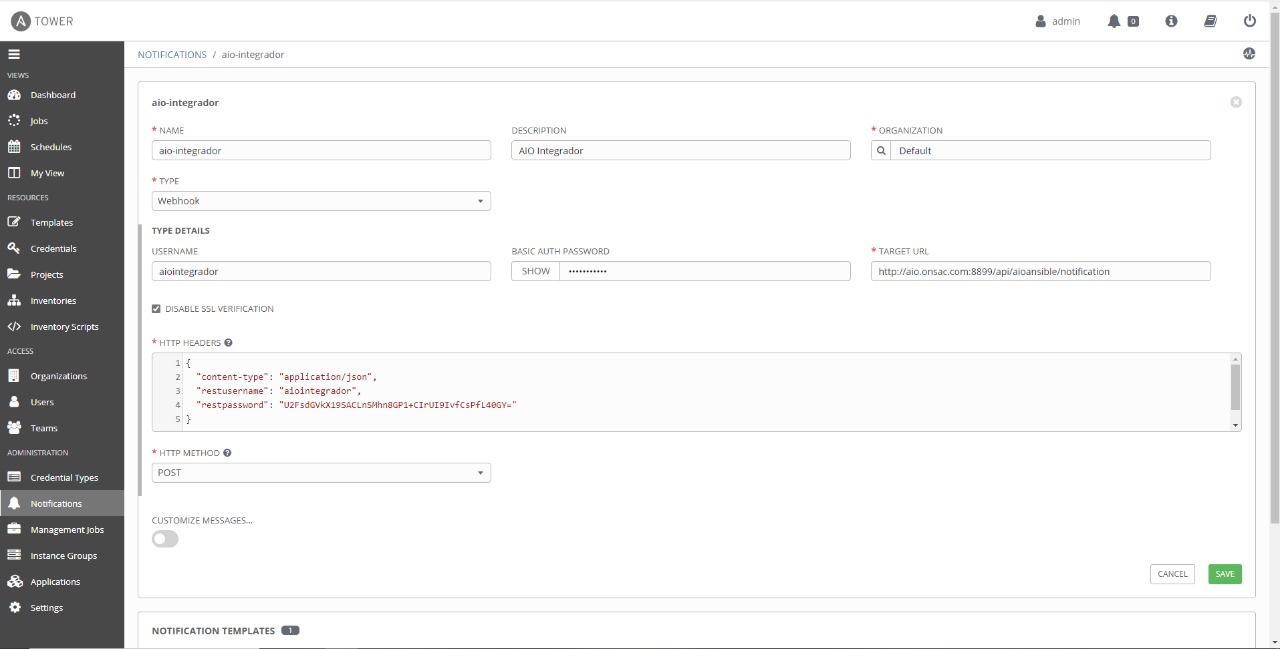 A TOWER
admin
0
VIEWS
Dashboard
Jobs
Schedules
My View
RESOURCES
Templates
Credentials
Projects
Inventories
Inventory Scripts
ACCESS
Organizations
Users
Teams
ADMINISTRATION
Credential Types
Notifications
Management Jobs
Instance Groups
Applications
Settings
NOTIFICATIONS / aio-integrador
aio-integrador
* NAME
aio-integrador
DESCRIPTION
AIO Integrador
* ORGANIZATION
Default
* TYPE
Webhook
TYPE DETAILS
USERNAME
aiointegrador
BASIC AUTH PASSWORD
SHOW •••••••••••
* TARGET URL
http://aio.onsac.com:8899/api/aioansible/notification
DISABLE SSL VERIFICATION
* HTTP HEADERS ?
1 {
2 "content-type": "application/json",
3 "restusername": "aiointegrador",
4 "restpassword": "U2FsdGVkX19SACLnSMhn8GP1+CIrUI9IvfCsPfL40GY="
5 }
* HTTP METHOD ?
POST
CUSTOMIZE MESSAGES...
CANCEL
SAVE
NOTIFICATION TEMPLATES 1